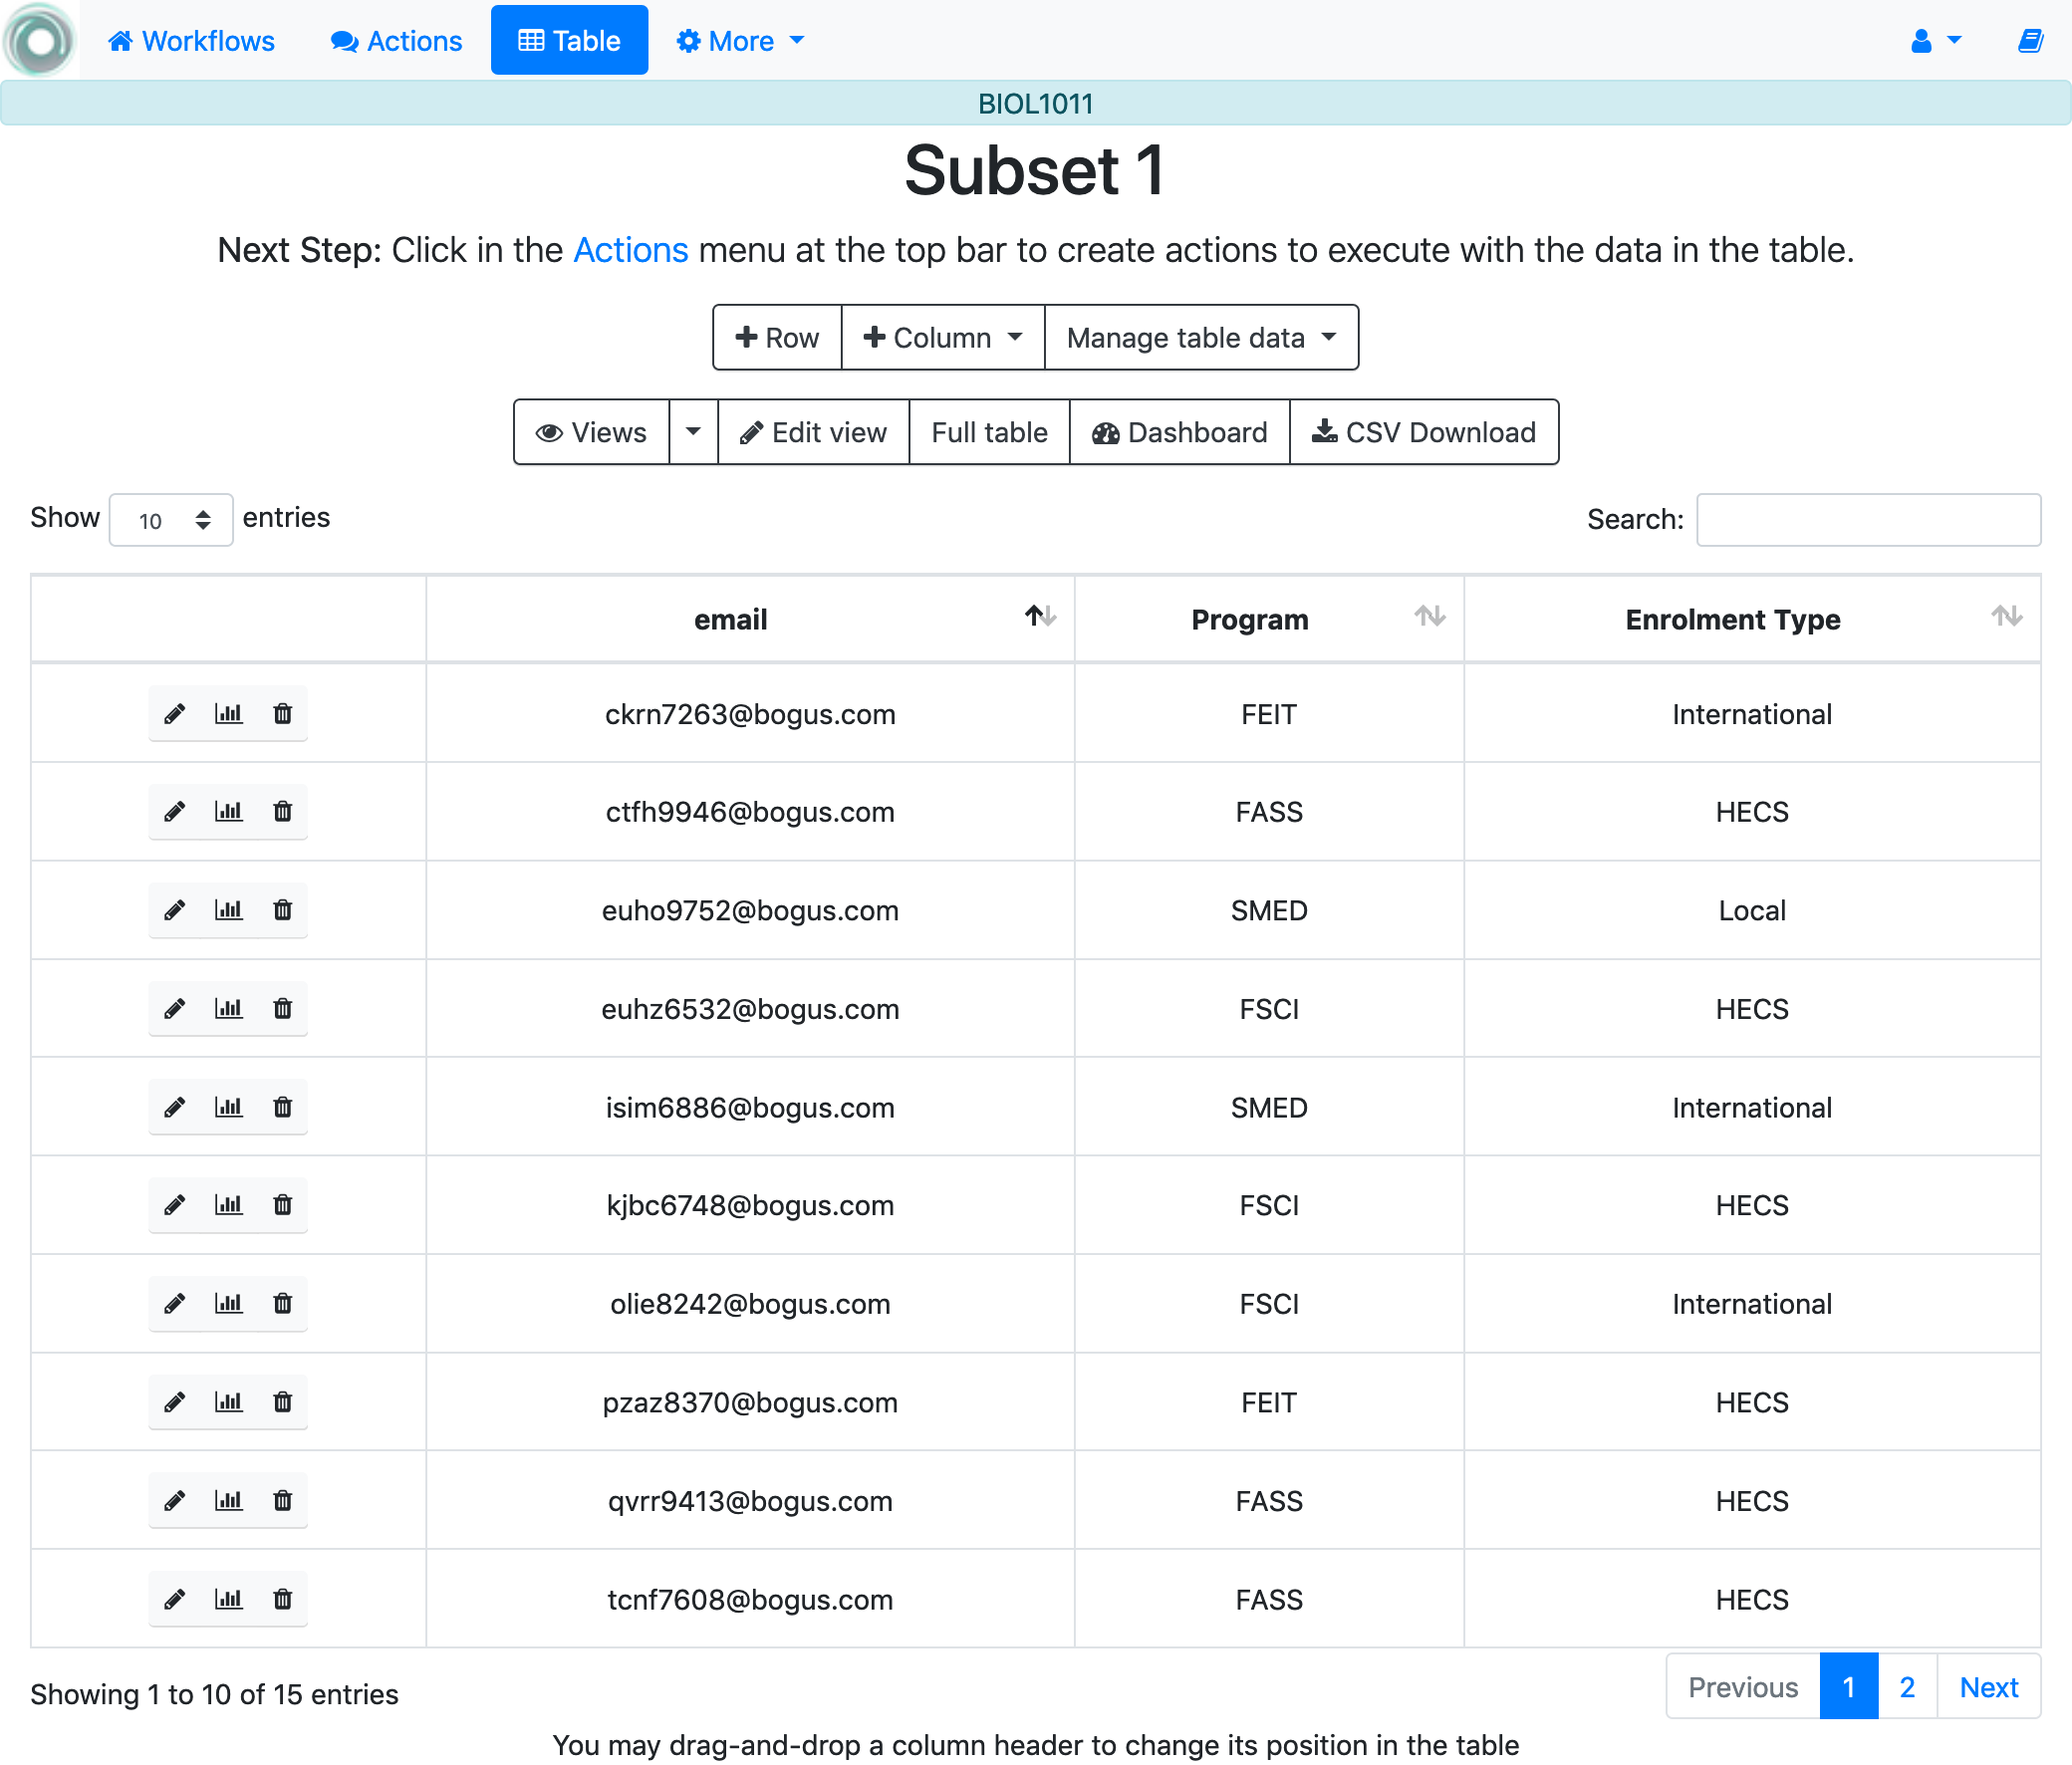 Workflows Actions Table More
BIOL1011
Subset 1
Next Step: Click in the Actions menu at the top bar to create actions to execute with the data in the table.
Row Column Manage table data
Views Edit view Full table Dashboard CSV Download
Show 10 entries Search:
email Program Enrolment Type
ckrn7263@bogus.com FEIT International
ctfh9946@bogus.com FASS HECS
euho9752@bogus.com SMED Local
euhz6532@bogus.com FSCI HECS
isim6886@bogus.com SMED International
kjbc6748@bogus.com FSCI HECS
olie8242@bogus.com FSCI International
pzaz8370@bogus.com FEIT HECS
qvrr9413@bogus.com FASS HECS
tcnf7608@bogus.com FASS HECS
Showing 1 to 10 of 15 entries Previous 1 2 Next
You may drag-and-drop a column header to change its position in the table